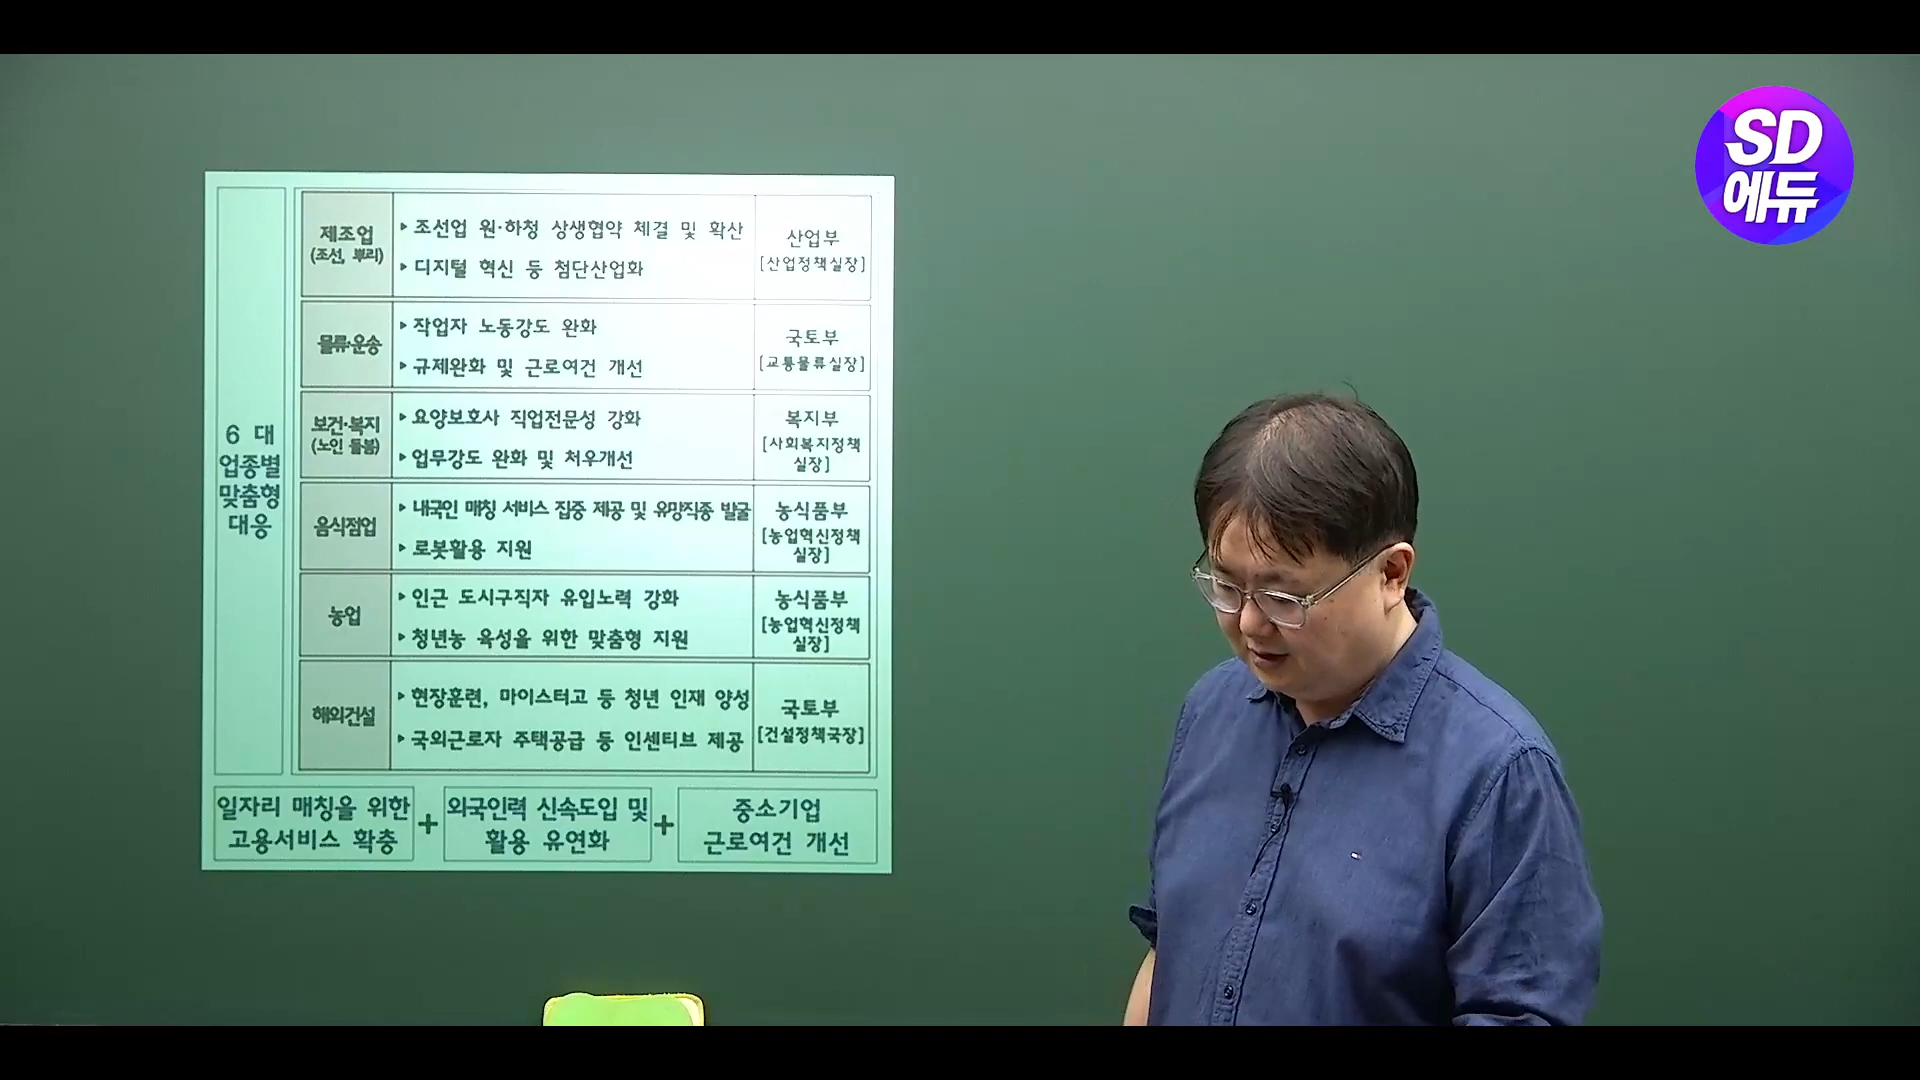 SD
에듀
6 대
업종별
맞춤형
대응
제조업
(조선, 뿌리)
▸조선업 원·하청 상생협약 체결 및 확산
▸디지털 혁신 등 첨단산업화
산업부
[산업정책실장]
물류·운송
▸작업자 노동강도 완화
▸규제완화 및 근로여건 개선
국토부
[교통물류실장]
보건·복지
(노인 돌봄)
▸요양보호사 직업전문성 강화
▸업무강도 완화 및 처우개선
복지부
[사회복지정책
실장]
음식점업
▸내국인 매칭 서비스 집중 제공 및 유망직종 발굴
▸로봇활용 지원
농식품부
[농업혁신정책
실장]
농업
▸인근 도시구직자 유입노력 강화
▸청년농 육성을 위한 맞춤형 지원
농식품부
[농업혁신정책
실장]
해외건설
▸현장훈련, 마이스터고 등 청년 인재 양성
▸국외근로자 주택공급 등 인센티브 제공
국토부
[건설정책국장]
일자리 매칭을 위한
고용서비스 확충
+
외국인력 신속도입 및
활용 유연화
+
중소기업
근로여건 개선